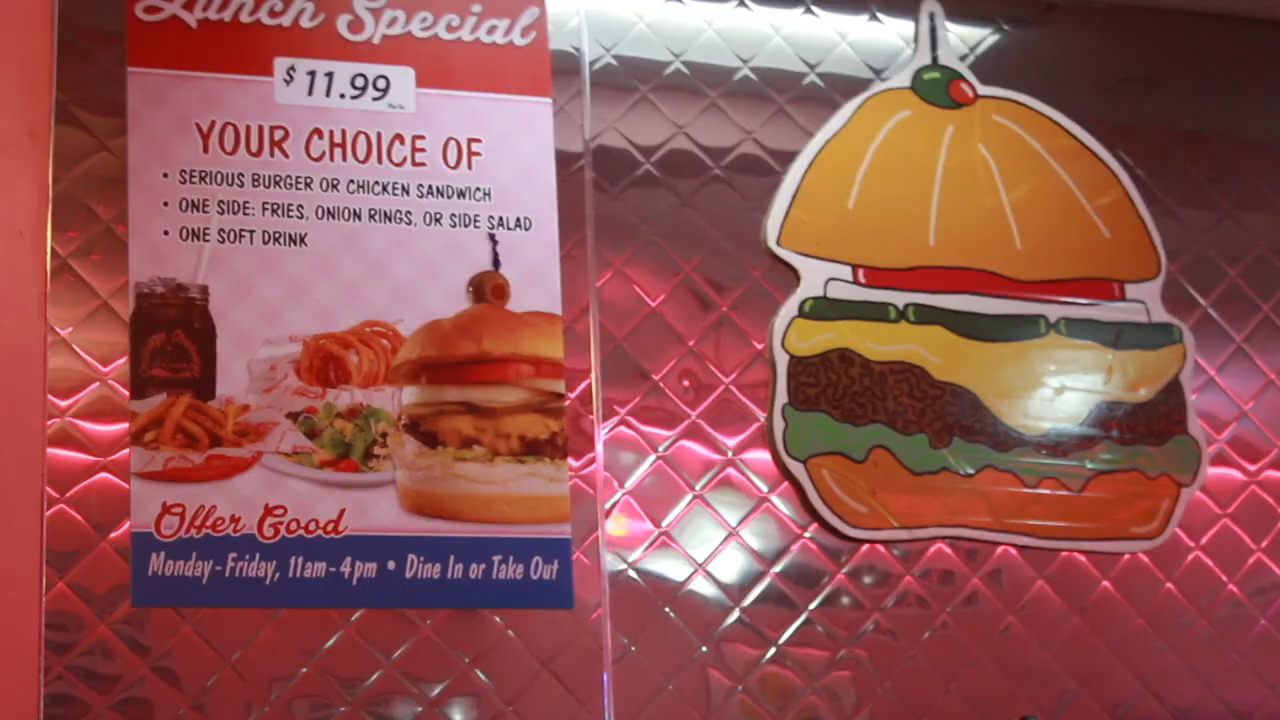 Lunch Special
$11.99
YOUR CHOICE OF
• SERIOUS BURGER OR CHICKEN SANDWICH
• ONE SIDE: FRIES, ONION RINGS, OR SIDE SALAD
• ONE SOFT DRINK
Offer Good
Monday-Friday, 11am-4pm • Dine In or Take Out